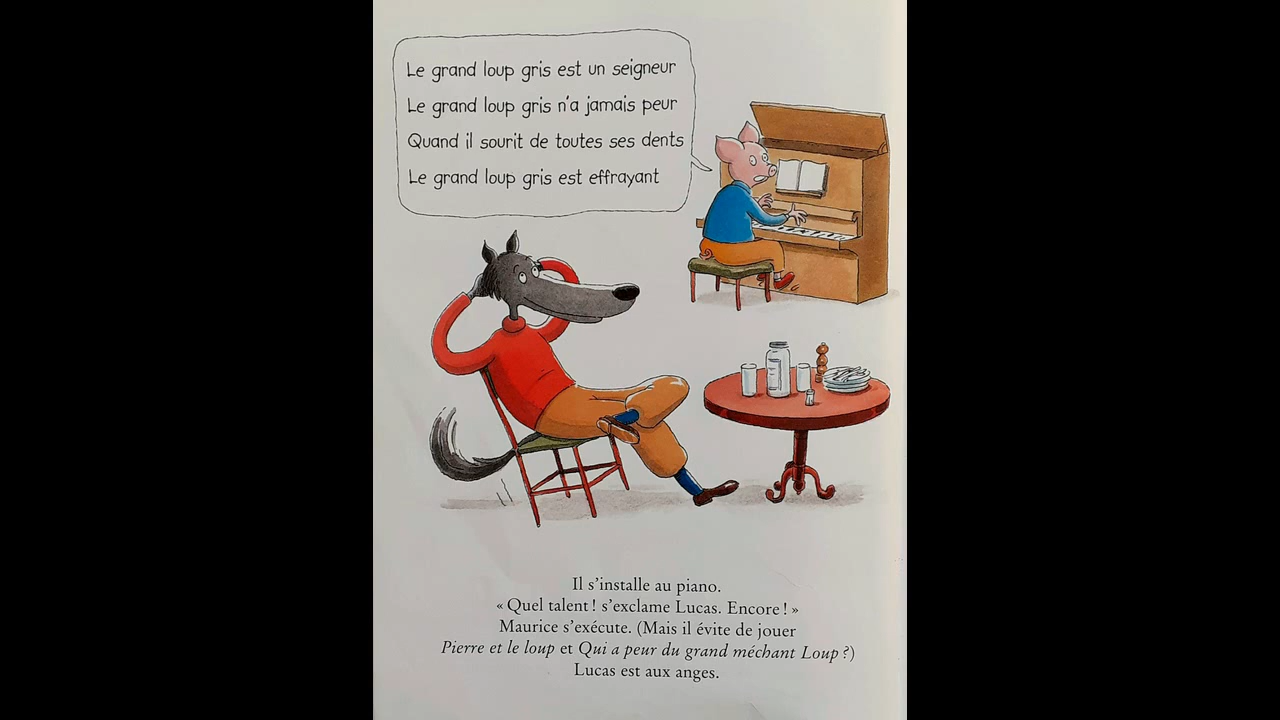 Le grand loup gris est un seigneur
Le grand loup gris n'a jamais peur
Quand il sourit de toutes ses dents
Le grand loup gris est effrayant
Il s'installe au piano.
« Quel talent ! s'exclame Lucas. Encore ! »
Maurice s'exécute. (Mais il évite de jouer
Pierre et le loup et Qui a peur du grand méchant Loup ?)
Lucas est aux anges.